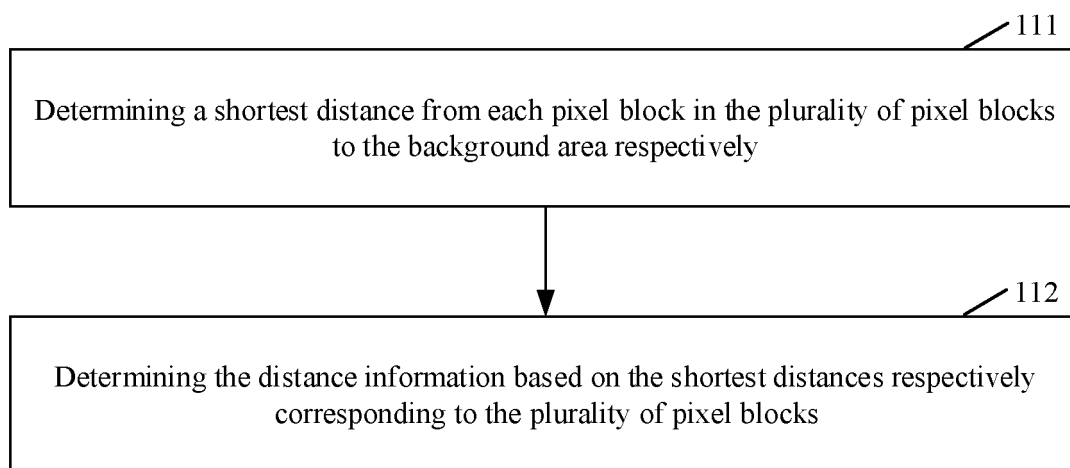 111
Determining a shortest distance from each pixel block in the plurality of pixel blocks
to the background area respectively
112
Determining the distance information based on the shortest distances respectively
corresponding to the plurality of pixel blocks